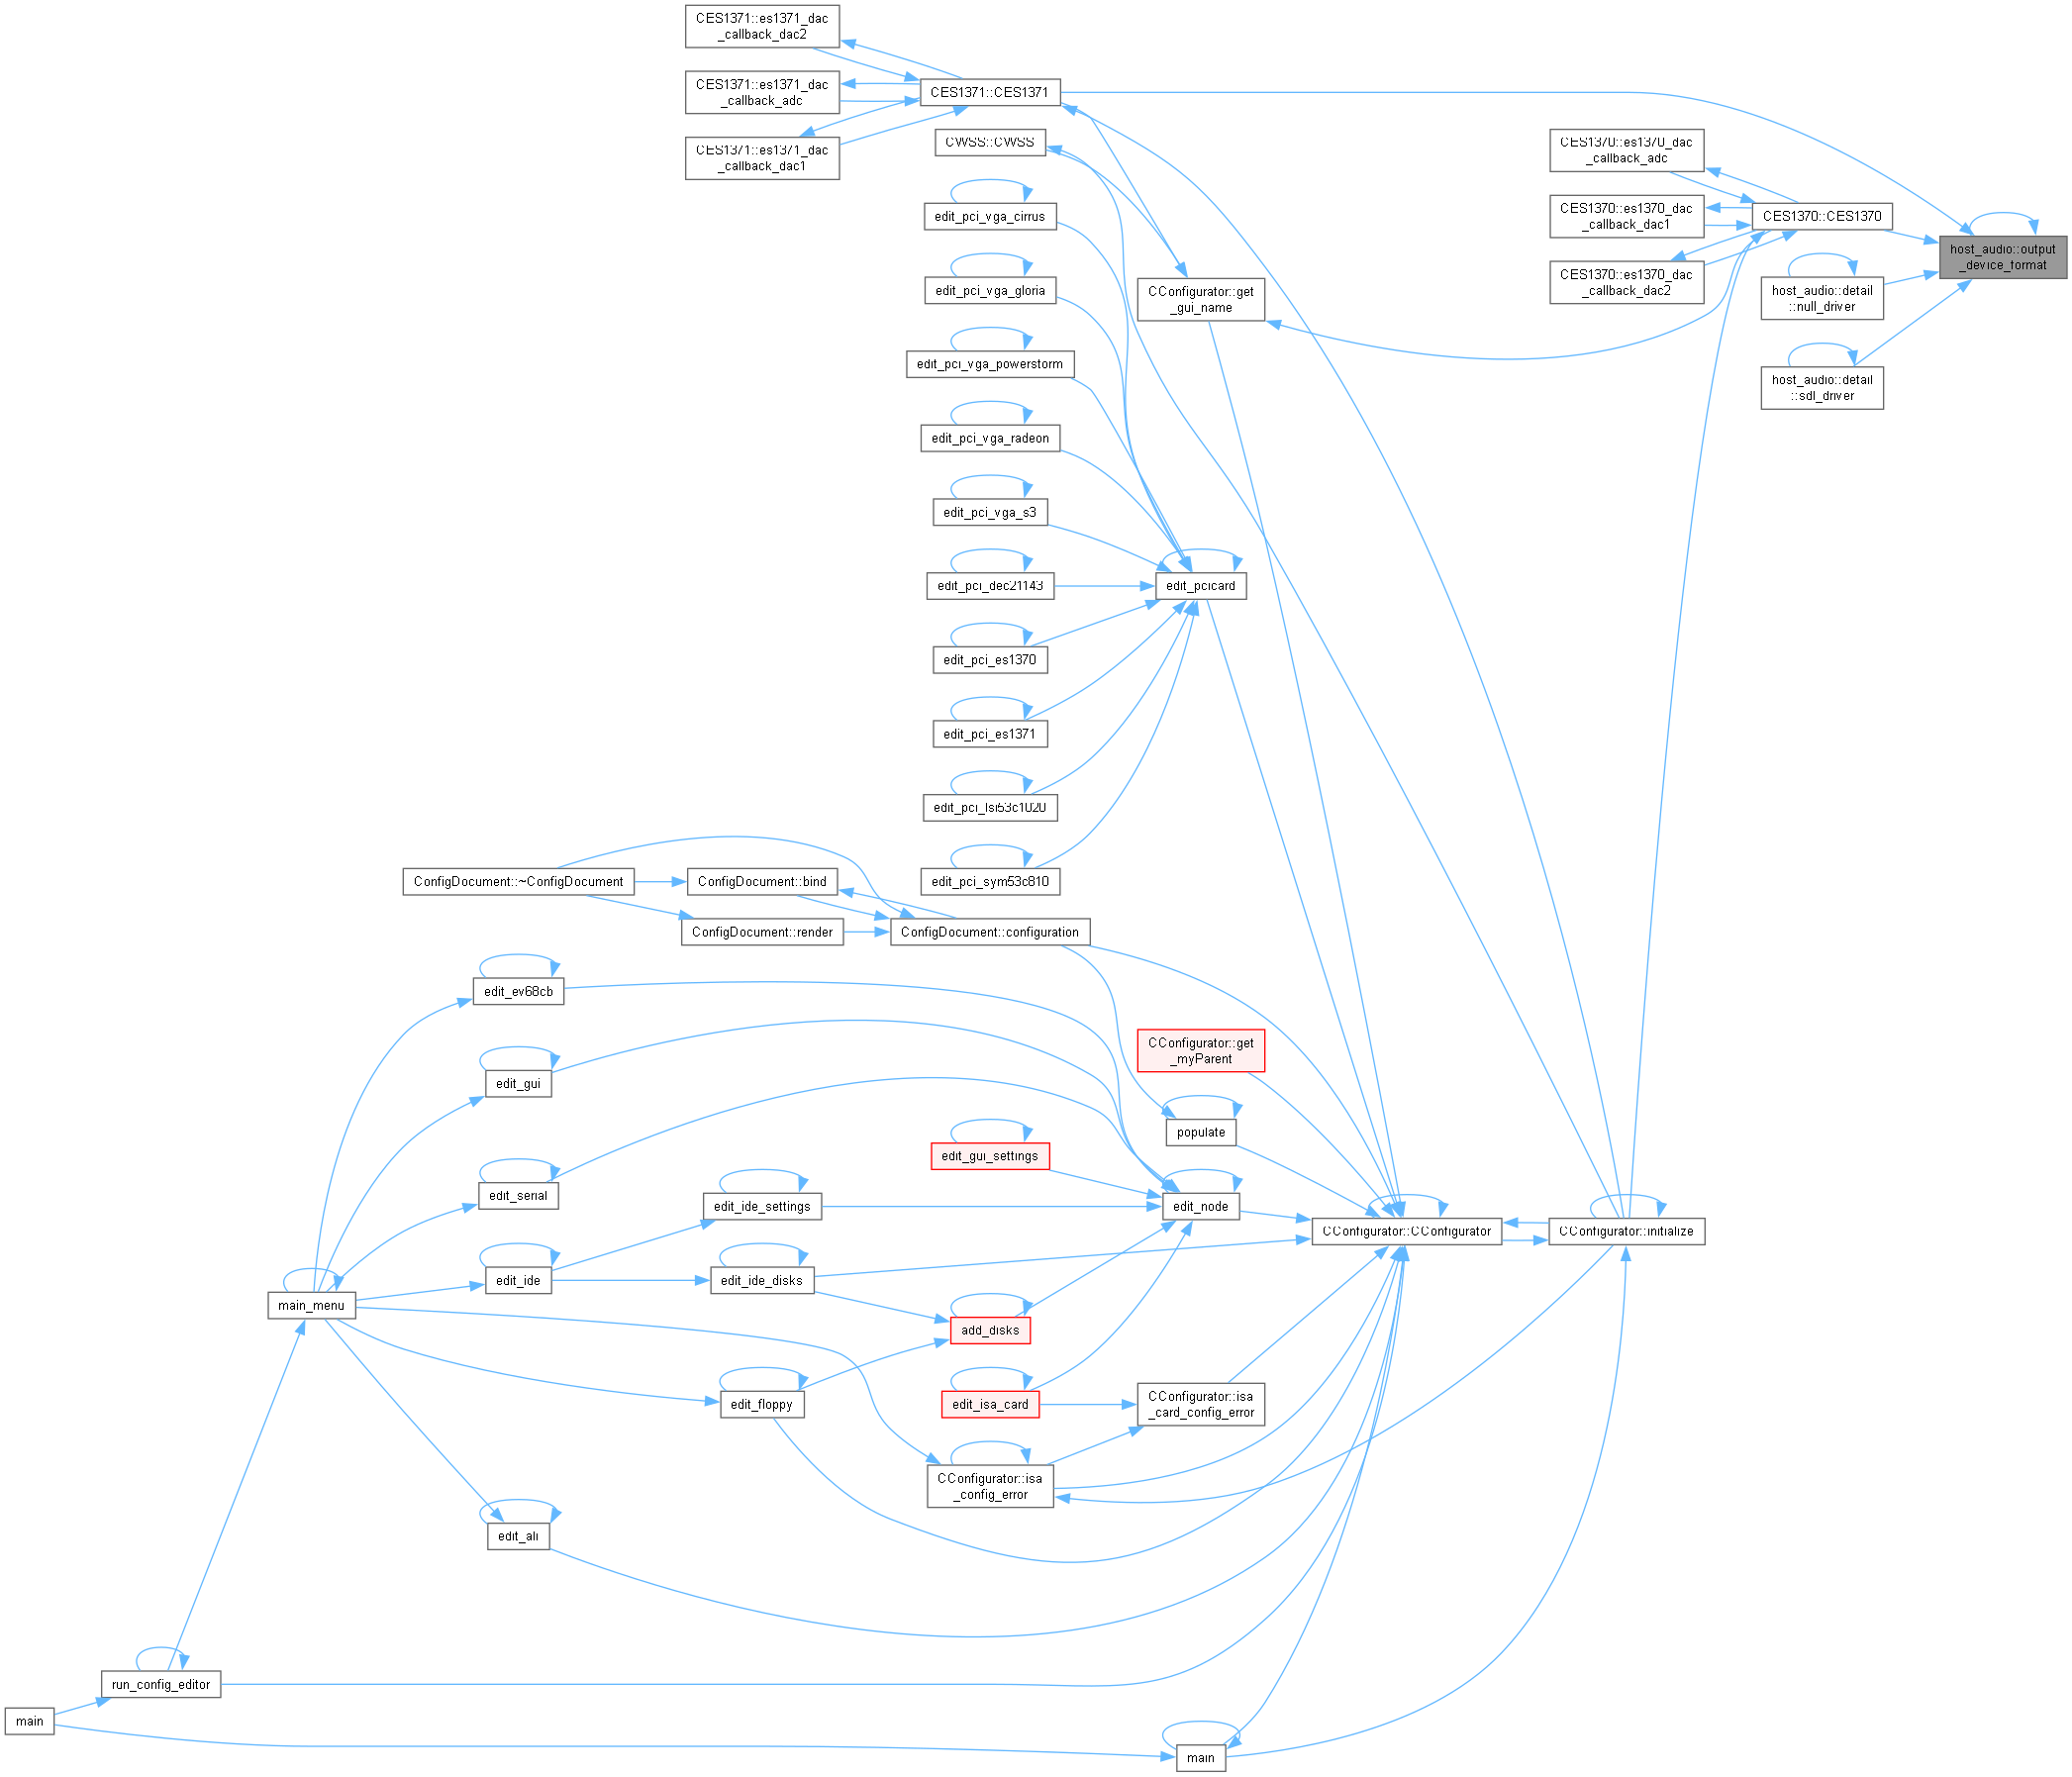 CES1371::es1371_dac
_callback_dac2
CES1371::es1371_dac
_callback_adc
CES1371::CES1371
CES1371::es1371_dac
_callback_dac1
CWSS::CWSS
CES1370::es1370_dac
_callback_adc
CES1370::es1370_dac
_callback_dac1
CES1370::CES1370
CES1370::es1370_dac
_callback_dac2
host_audio::output
_device_format
host_audio::detail
::null_driver
host_audio::detail
::sdl_driver
edit_pci_vga_cirrus
edit_pci_vga_gloria
CConfigurator::get
_gui_name
edit_pci_vga_powerstorm
edit_pci_vga_radeon
edit_pci_vga_s3
edit_pci_dec21143
edit_pcicard
edit_pci_es1370
edit_pci_es1371
edit_pci_lsi53c1020
edit_pci_sym53c810
ConfigDocument::~ConfigDocument
ConfigDocument::bind
ConfigDocument::render
ConfigDocument::configuration
edit_ev68cb
edit_gui
CConfigurator::get
_myParent
populate
edit_gui_settings
edit_serial
edit_ide_settings
edit_node
CConfigurator::CConfigurator
CConfigurator::initialize
edit_ide
edit_ide_disks
main_menu
add_disks
edit_floppy
edit_isa_card
CConfigurator::isa
_card_config_error
CConfigurator::isa
_config_error
edit_ali
run_config_editor
main
main